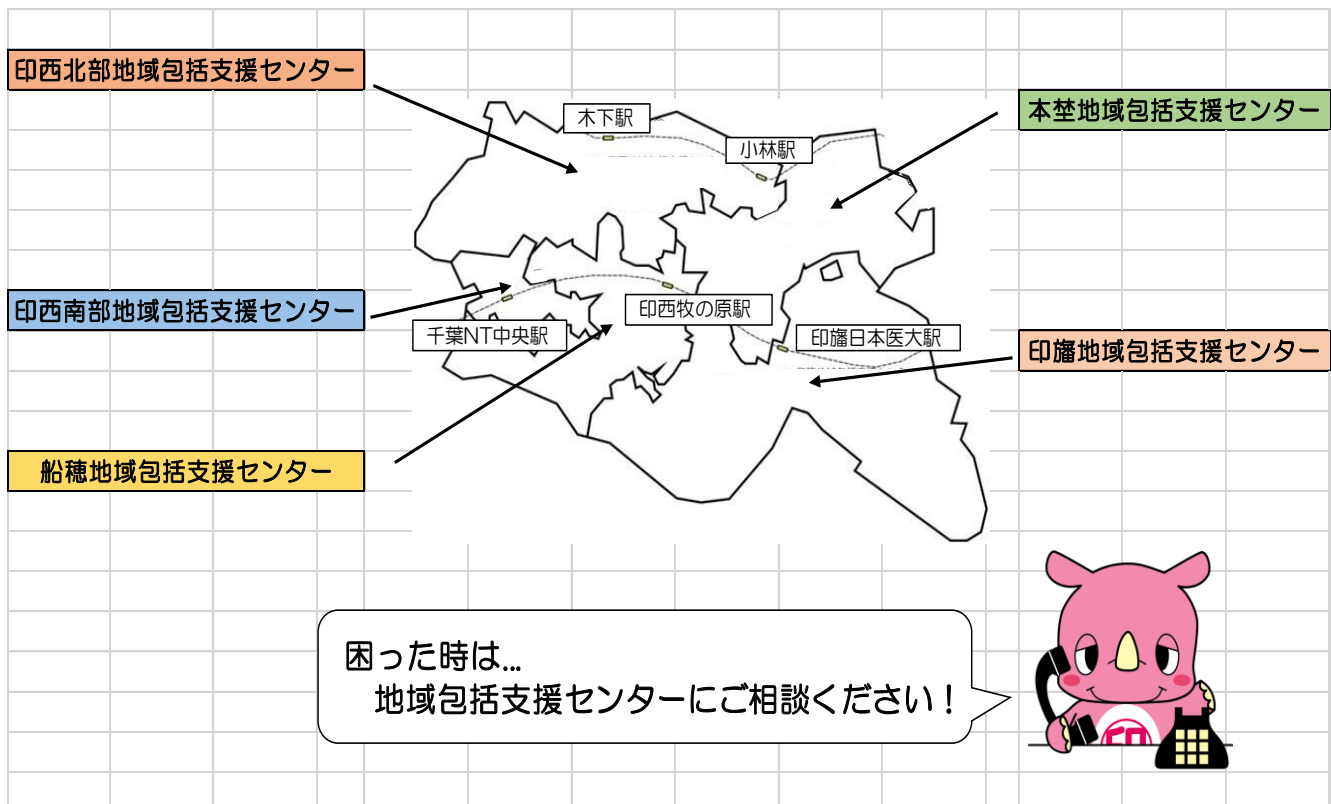 印西北部地域包括支援センター
木下駅
本埜地域包括支援センター
小林駅
印西南部地域包括支援センター
印西牧の原駅
千葉NT中央駅
印旛日本医大駅
印旛地域包括支援センター
船穂地域包括支援センター
困った時は...
地域包括支援センターにご相談ください！
印